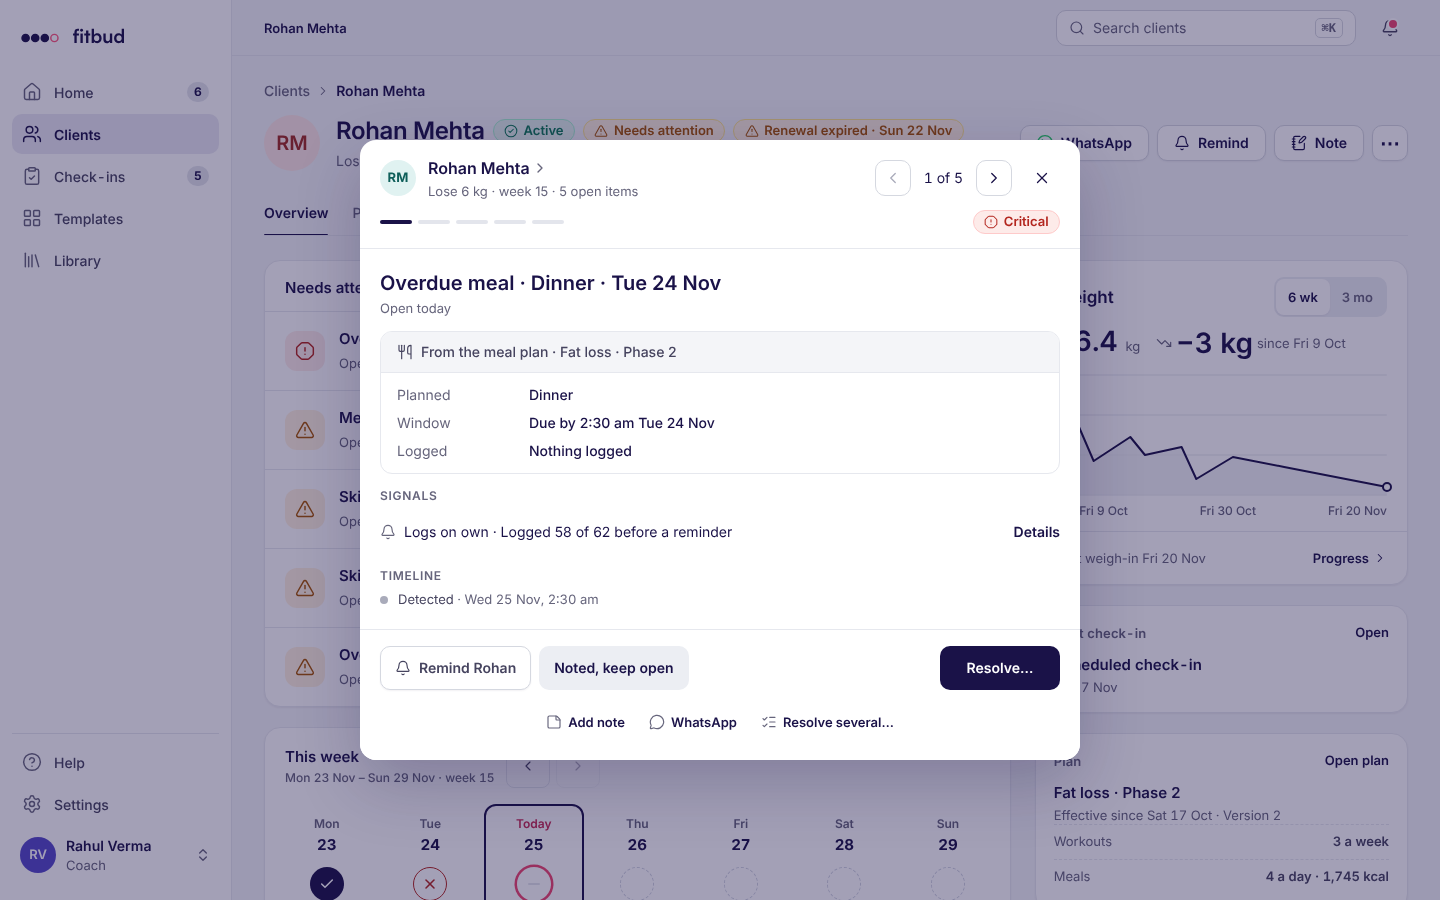 fitbud
Rohan Mehta
Search clients
⌘K
Home
6
Clients
Check-ins
5
Templates
Library
Help
Settings
RV
Rahul Verma
Coach
Clients
Rohan Mehta
RM
Rohan Mehta
Active
Needs attention
Renewal expired · Sun 22 Nov
WhatsApp
Remind
Note
Overview
RM
Rohan Mehta
Lose 6 kg · week 15 · 5 open items
1 of 5
Critical
Overdue meal · Dinner · Tue 24 Nov
Open today
From the meal plan · Fat loss · Phase 2
Planned
Dinner
Window
Due by 2:30 am Tue 24 Nov
Logged
Nothing logged
SIGNALS
Logs on own · Logged 58 of 62 before a reminder
Details
TIMELINE
Detected · Wed 25 Nov, 2:30 am
Remind Rohan
Noted, keep open
Resolve...
Add note
WhatsApp
Resolve several...
Needs
6 wk
3 mo
kg
−3 kg since Fri 9 Oct
Fri 9 Oct
Fri 30 Oct
Fri 20 Nov
weigh-in Fri 20 Nov
Progress
check-in
Open
check-in
7 Nov
This week
Mon 23 Nov – Sun 29 Nov · week 15
Mon
23
Tue
24
Today
25
Thu
26
Fri
27
Sat
28
Sun
29
Plan
Open plan
Fat loss · Phase 2
Effective since Sat 17 Oct · Version 2
Workouts
3 a week
Meals
4 a day · 1,745 kcal